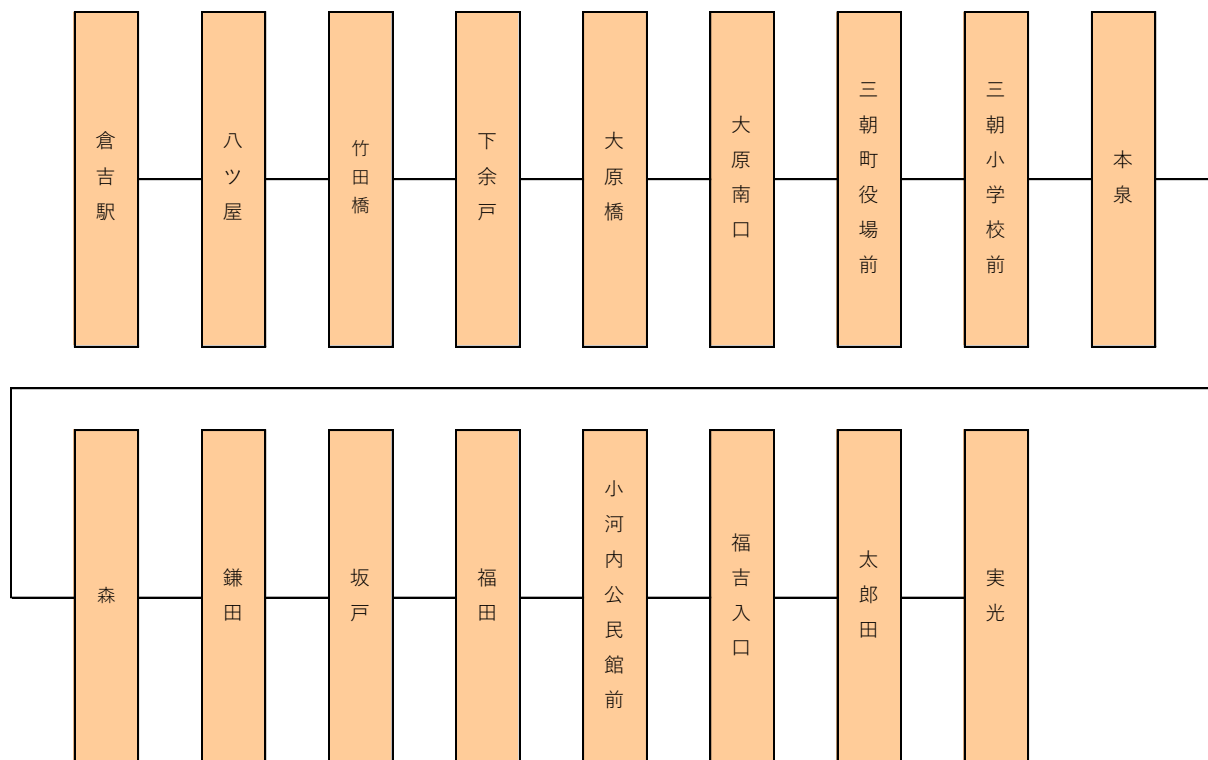 倉吉駅
八ツ屋
竹田橋
下余戸
大原橋
大原南口
三朝町役場前
三朝小学校前
本泉
森
鎌田
坂戸
福田
小河内公民館前
福吉入口
太郎田
実光